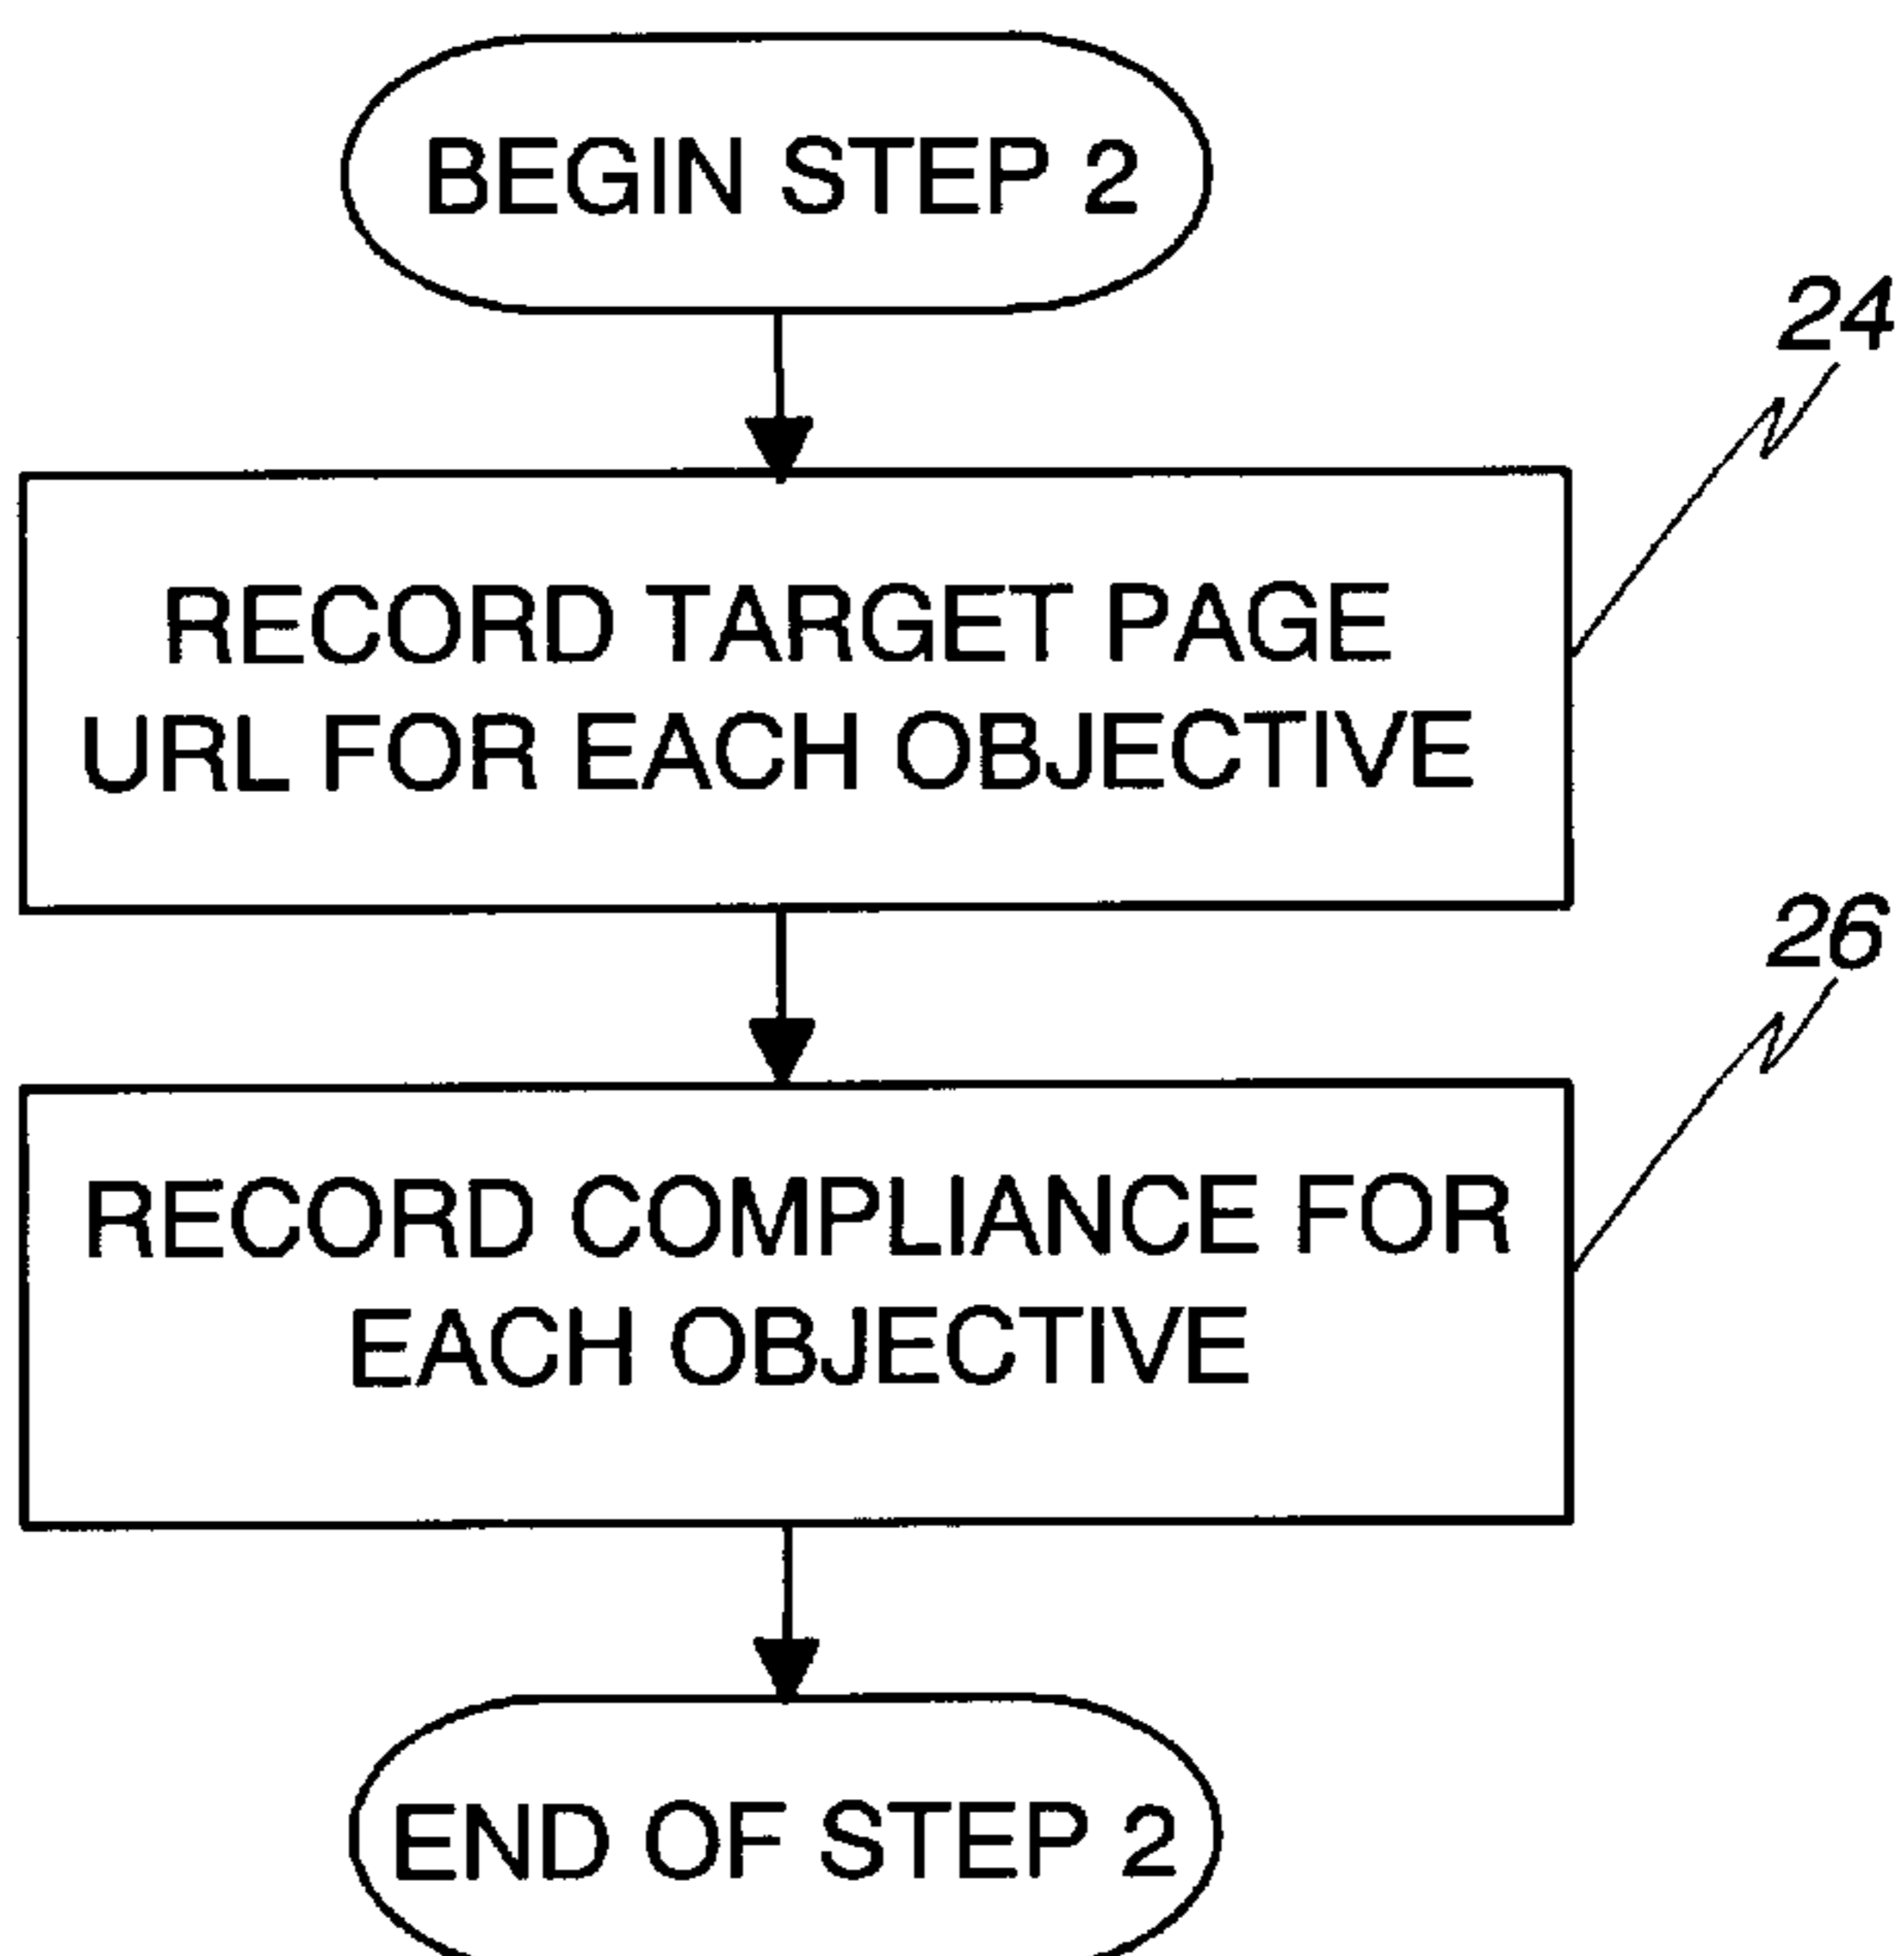 BEGIN STEP 2
24
RECORD TARGET PAGE
URL FOR EACH OBJECTIVE
26
RECORD COMPLIANCE FOR
EACH OBJECTIVE
END OF STEP 2